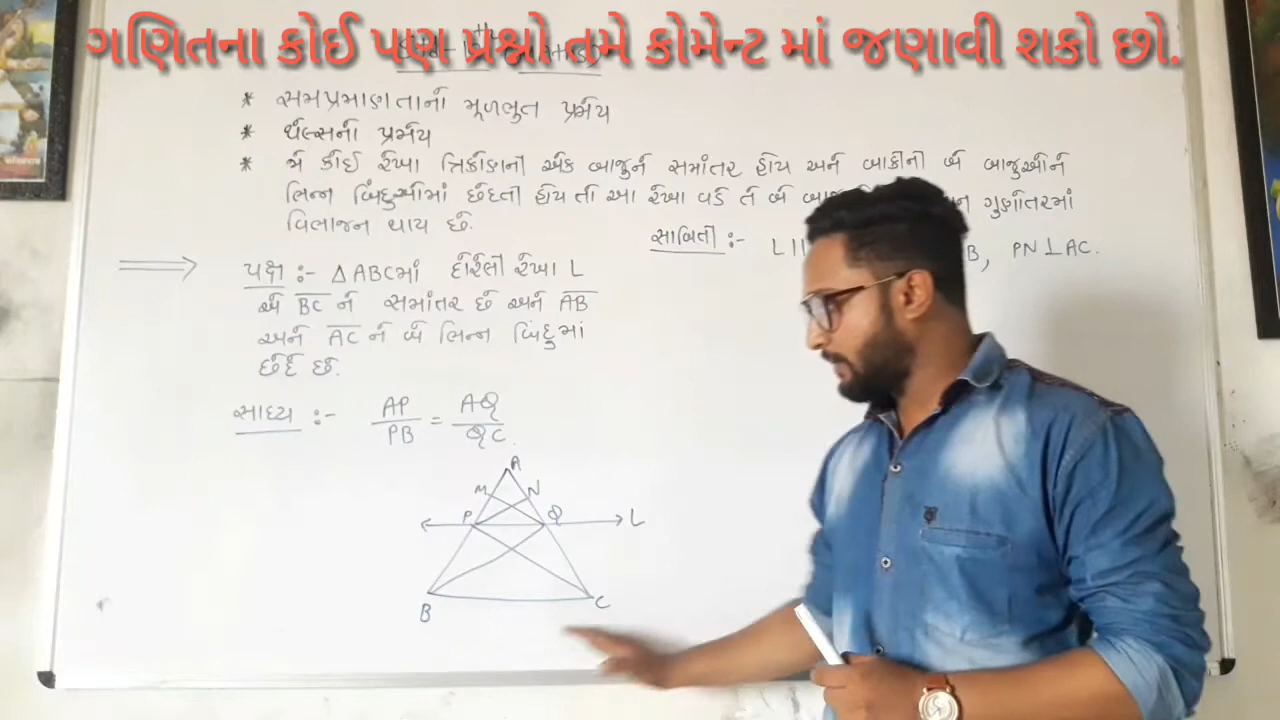 ગણિતના કોઈ પણ પ્રશ્નો તમે કોમેન્ટ માં જણાવી શકો છો.
* સમપ્રમાણતાનો મૂળભુત પ્રમેય
* થેલ્સનો પ્રમેય
* જો કોઈ રેખા ત્રિકોણની એક બાજુને સમાંતર હોય અને બાકીની બે બાજુઓને
ભિન્ન બિંદુઓમાં છેદતી હોય તો આ રેખા વડે તે બે ગુણોતરમાં
વિભાજન થાય છે.
પક્ષ :- △ABCમાં દોરેલી રેખા L
એ BC ને સમાંતર છે અને AB
અને AC ને બે ભિન્ન બિંદુમાં
છેદે છે.
સાધ્ય :- AP/PB = AQ/QC.
A
M N
P Q L
B C
સાબિતી :- L || B, PN⊥AC.